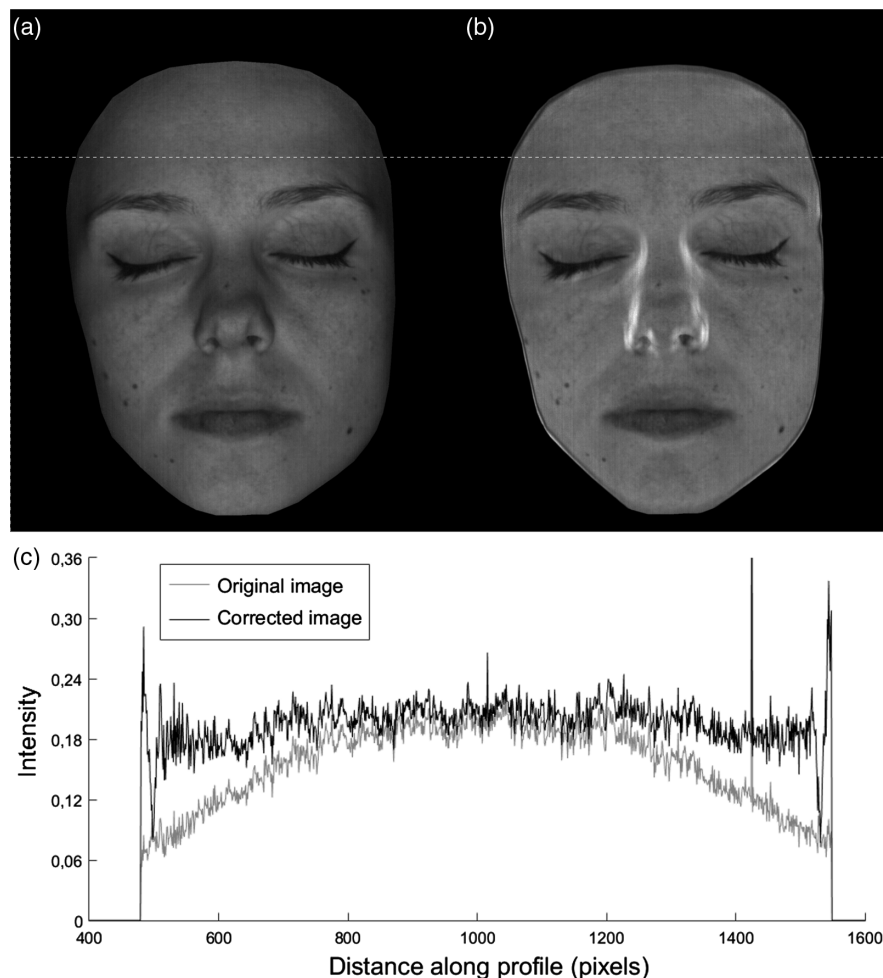 (a)
(b)
(c)
0,36
0,30
0,24
0,18
0,12
0,06
0
Intensity
Original image
Corrected image
400
600
800
1000
1200
1400
1600
Distance along profile (pixels)